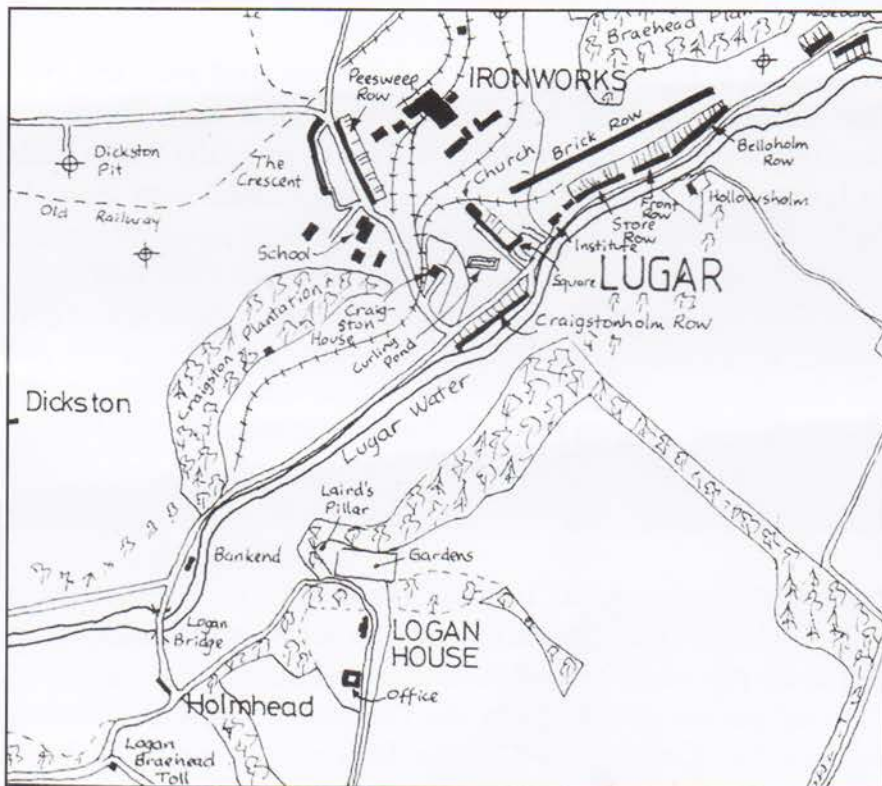 Braehead Plan
Peesweep
Row
IRONWORKS
Dickston
Pit
The
Crescent
Church
Brick Row
Belloholm
Row
Old Railway
Front
Row
Hollowsholm
Store
Row
School
Institute
Square
LUGAR
Craigston Plantation
Craig-
ston
House
Craigstonholm Row
Curling
Pond
Dickston
Lugar Water
Laird's
Pillar
Bankend
Gardens
Logan
Bridge
LOGAN
HOUSE
Holmhead
Office
Logan
Braehead
Toll